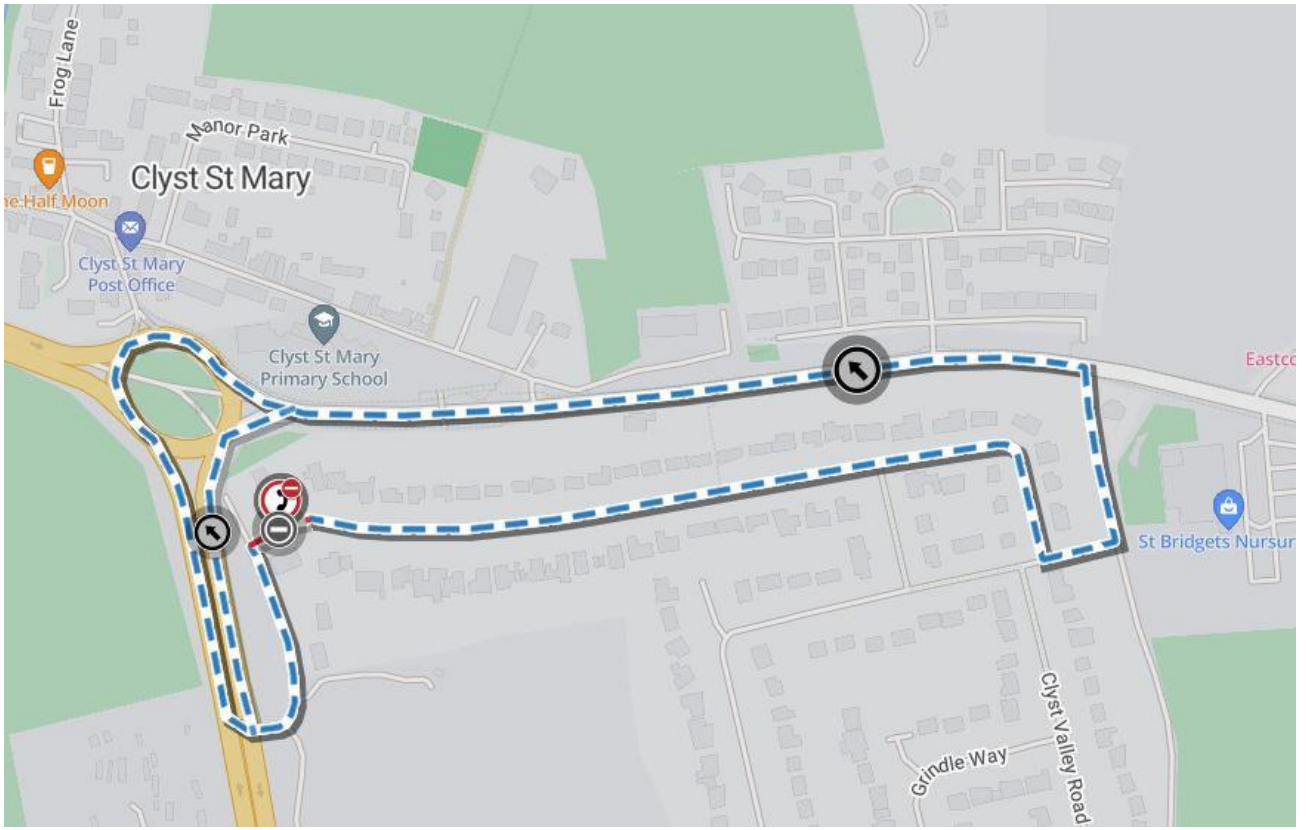 Frog Lane
Manor Park
Clyst St Mary
ne Half Moon
Clyst St Mary
Post Office
Clyst St Mary
Primary School
Eastco
St Bridgets Nursur
Clyst Valley Road
Grindle Way